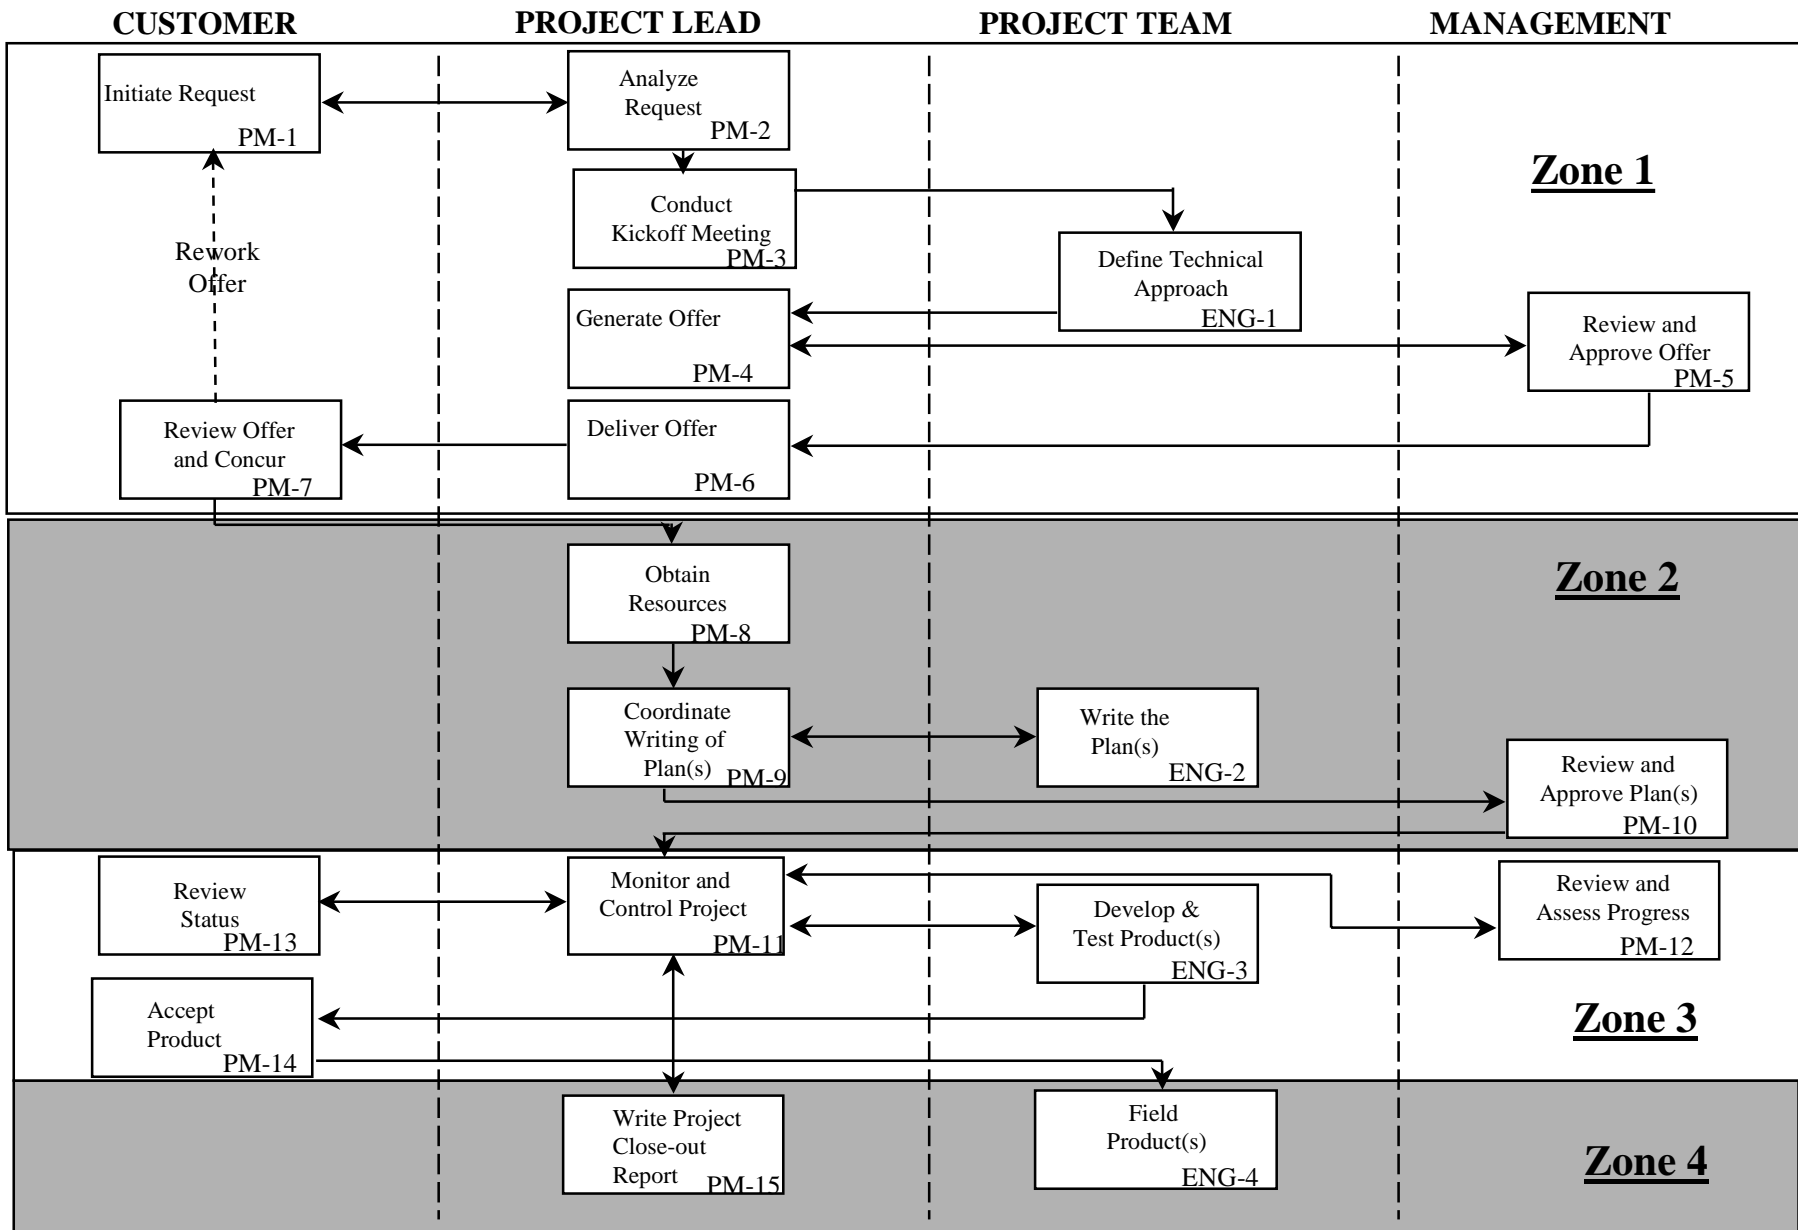 CUSTOMER
PROJECT LEAD
PROJECT TEAM
MANAGEMENT
Initiate Request
PM-1
Analyze
Request
PM-2
Zone 1
Conduct
Kickoff Meeting
PM-3
Rework
Offer
Define Technical
Approach
ENG-1
Generate Offer
PM-4
Review and
Approve Offer
PM-5
Review Offer
and Concur
PM-7
Deliver Offer
PM-6
Obtain
Resources
PM-8
Zone 2
Coordinate
Writing of
Plan(s)
PM-9
Write the
Plan(s)
ENG-2
Review and
Approve Plan(s)
PM-10
Review
Status
PM-13
Monitor and
Control Project
PM-11
Develop &
Test Product(s)
ENG-3
Review and
Assess Progress
PM-12
Accept
Product
PM-14
Zone 3
Write Project
Close-out
Report
PM-15
Field
Product(s)
ENG-4
Zone 4